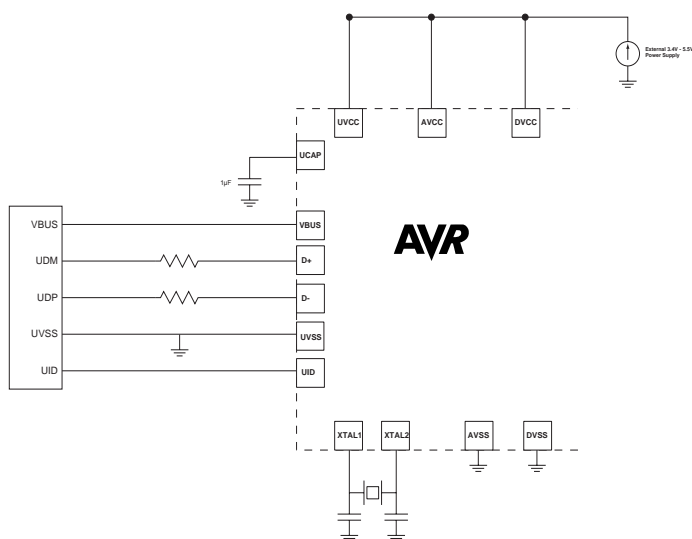 External 3.4V - 5.5V
Power Supply
UVCC
AVCC
DVCC
UCAP
1µF
VBUS
VBUS
AVR
UDM
D+
UDP
D-
UVSS
UVSS
UID
UID
XTAL1
XTAL2
AVSS
DVSS